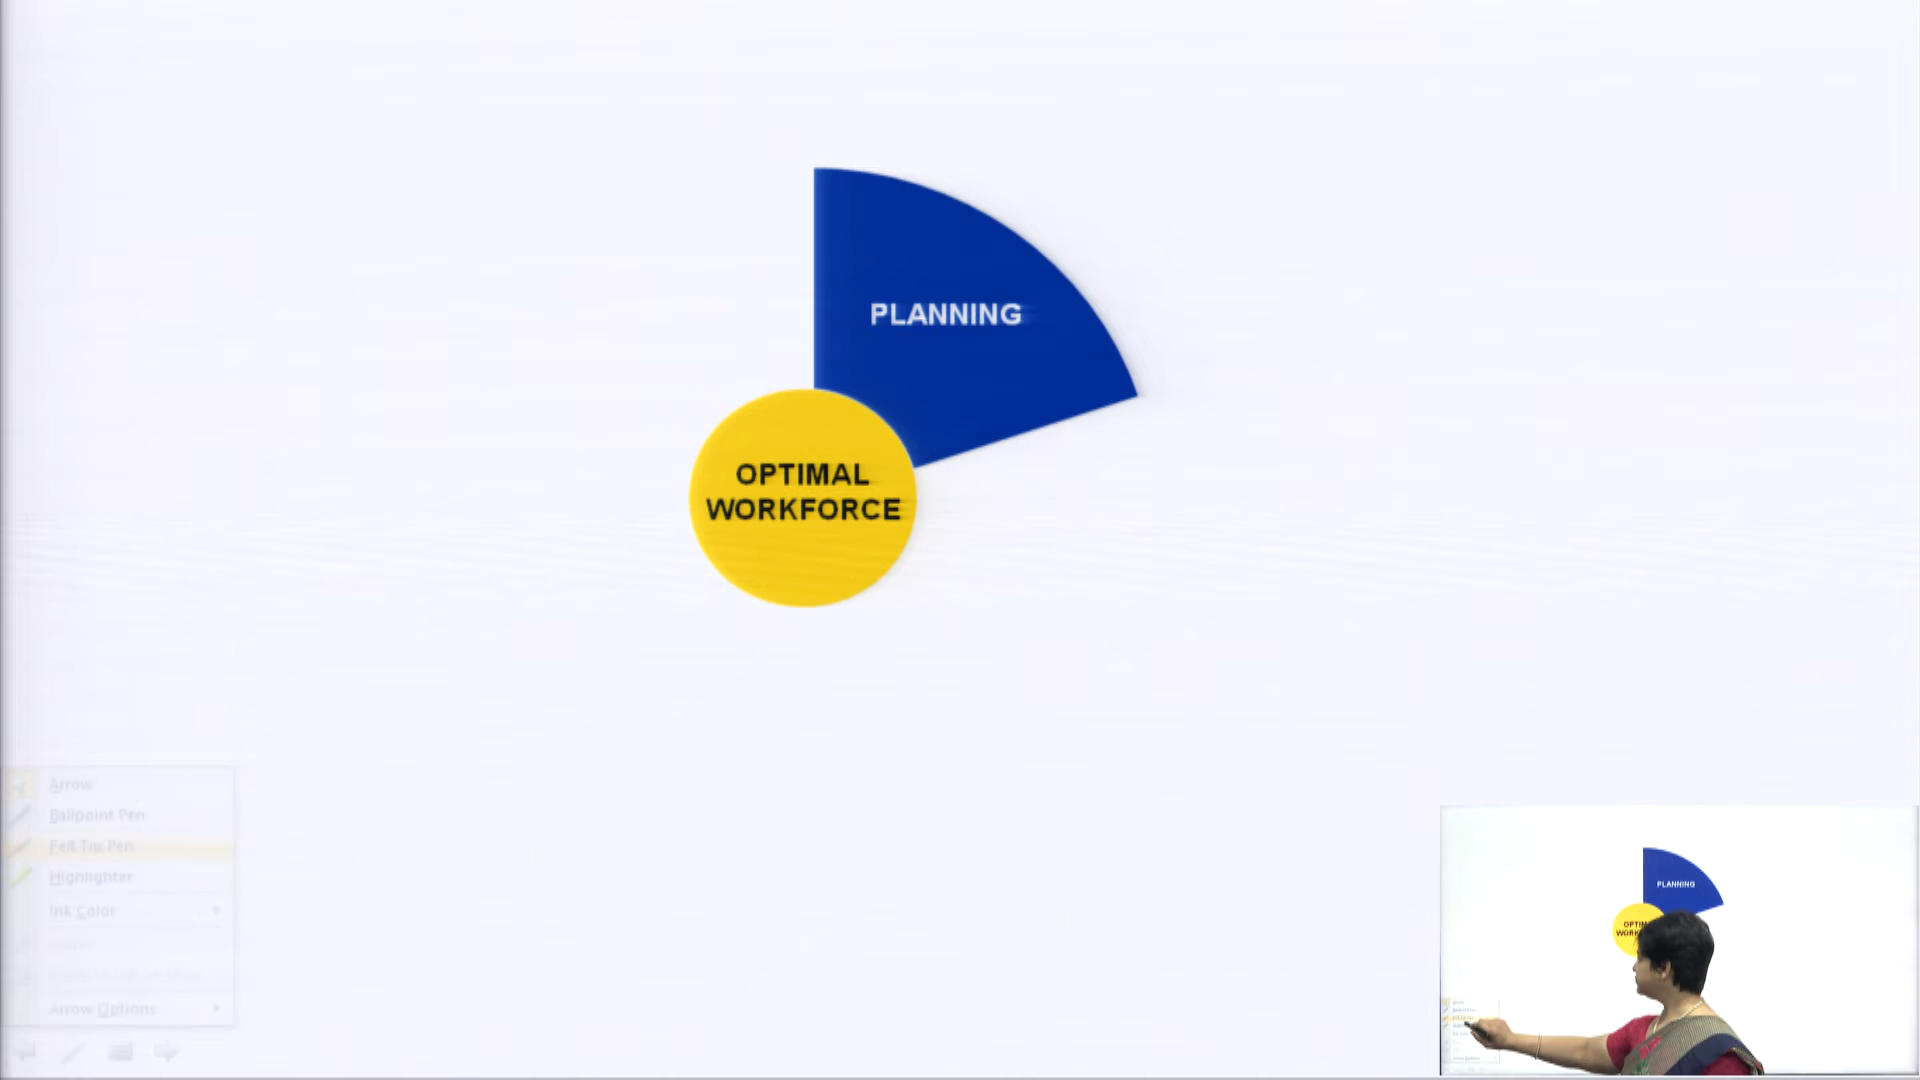 PLANNING
OPTIMAL
WORKFORCE
Arrow
Ballpoint Pen
Felt Tip Pen
Highlighter
Ink Color
Arrow Options
PLANNING